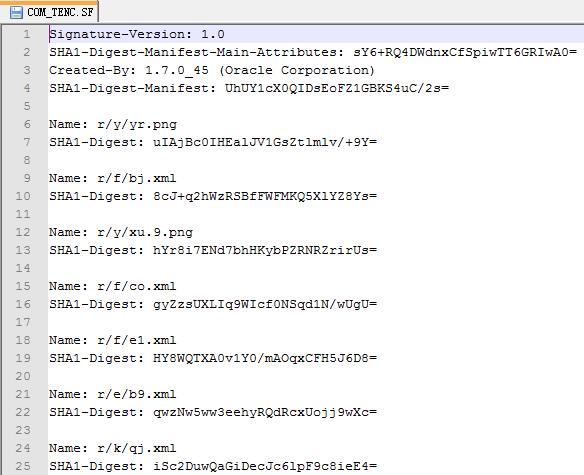 COM_TENC.SF
1 Signature-Version: 1.0
2 SHA1-Digest-Manifest-Main-Attributes: sY6+RQ4DWdnxCfSpiwTT6GRIwA0=
3 Created-By: 1.7.0_45 (Oracle Corporation)
4 SHA1-Digest-Manifest: UhUY1cX0QIDsEoFZ1GBKS4uC/2s=
5
6 Name: r/y/yr.png
7 SHA1-Digest: uIAjBc0IHEalJV1GsZtlmlv/+9Y=
8
9 Name: r/f/bj.xml
10 SHA1-Digest: 8cJ+q2hWzRSBfFWFMKQ5XlYZ8Ys=
11
12 Name: r/y/xu.9.png
13 SHA1-Digest: hYr8i7ENd7bhHKybPZRNRZrirUs=
14
15 Name: r/f/co.xml
16 SHA1-Digest: gyZzsUXLIq9WIcf0NSqd1N/wUgU=
17
18 Name: r/f/e1.xml
19 SHA1-Digest: HY8WQTXA0v1Y0/mAOqxCFH5J6D8=
20
21 Name: r/e/b9.xml
22 SHA1-Digest: qwzNw5ww3eehyRQdRcxUojj9wXc=
23
24 Name: r/k/qj.xml
25 SHA1-Digest: iSc2DuwQaGiDecJc6lpF9c8ieE4=